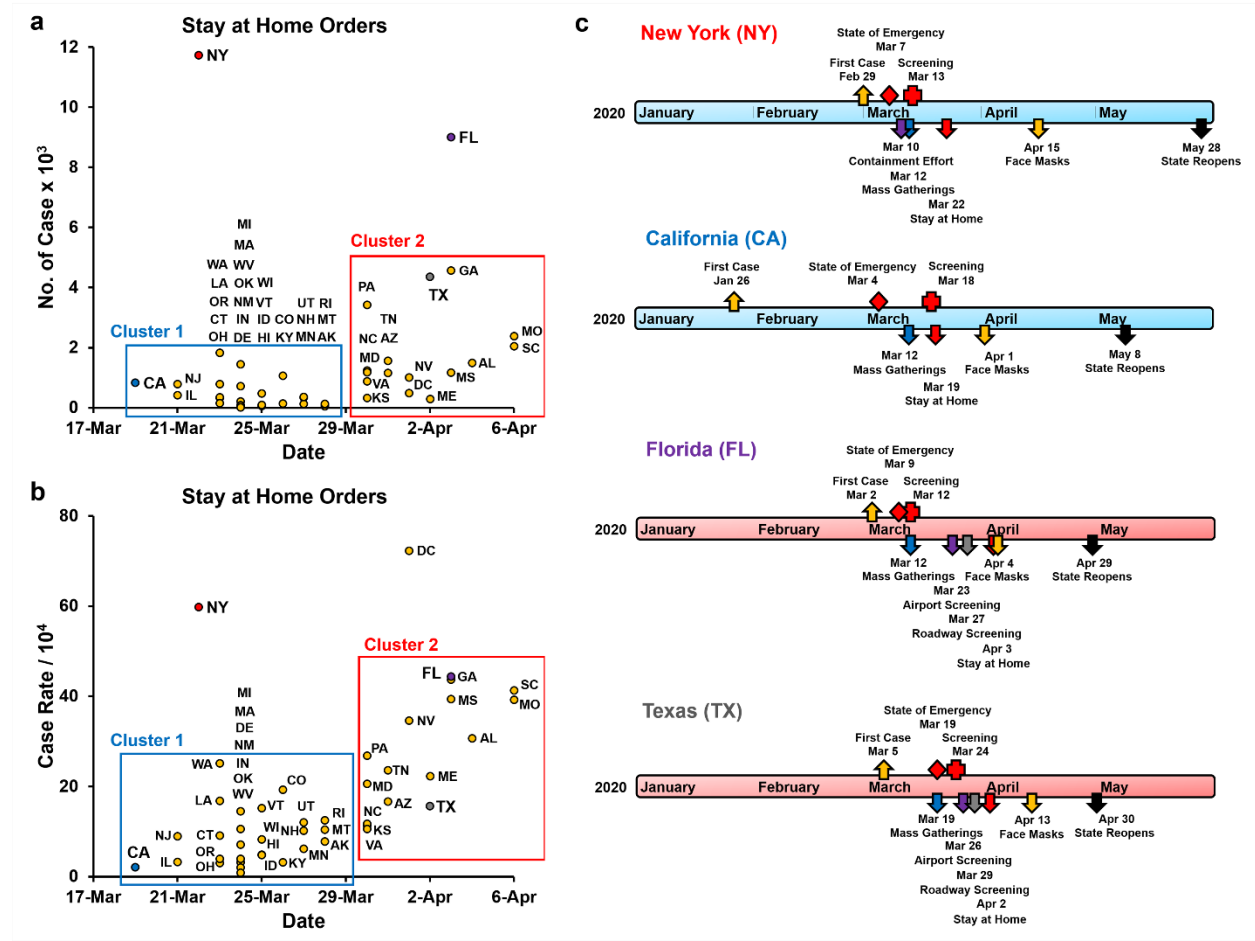 a
Stay at Home Orders
12
10
8
6
4
2
0
No. of Case x 10³
NY
FL
MI
MA
WA WV
LA OK WI
OR NM VT UT RI
CT IN ID CO NH MT
OH DE HI KY MN AK
Cluster 1
CA
NJ
IL
Cluster 2
GA
TX
PA
TN
NC AZ
MD
VA
KS
NV
DC
ME
MS
AL
MO
SC
17-Mar 21-Mar 25-Mar 29-Mar 2-Apr 6-Apr
Date
b
Stay at Home Orders
80
60
40
20
0
Case Rate / 10⁴
DC
NY
MI
MA
DE
NM
IN
OK
WV
Cluster 1
WA
LA
NJ
CT
OR
OH
IL
CA
CO
VT
UT
WI
NH
HI
ID
KY
MN
RI
MT
AK
Cluster 2
FL
GA
MS
SC
MO
NV
AL
PA
TN
MD
ME
AZ
TX
NC
KS
VA
17-Mar 21-Mar 25-Mar 29-Mar 2-Apr 6-Apr
Date
c
New York (NY)
State of Emergency
Mar 7
First Case
Feb 29
Screening
Mar 13
2020 January February March April May
Mar 10
Containment Effort
Mar 12
Mass Gatherings
Mar 22
Stay at Home
Apr 15
Face Masks
May 28
State Reopens
California (CA)
First Case
Jan 26
State of Emergency
Mar 4
Screening
Mar 18
2020 January February March April May
Mar 12
Mass Gatherings
Mar 19
Stay at Home
Apr 1
Face Masks
May 8
State Reopens
Florida (FL)
State of Emergency
Mar 9
First Case
Mar 2
Screening
Mar 12
2020 January February March April May
Mar 12
Mass Gatherings
Mar 23
Airport Screening
Mar 27
Roadway Screening
Apr 3
Stay at Home
Apr 4
Face Masks
Apr 29
State Reopens
Texas (TX)
State of Emergency
Mar 19
First Case
Mar 5
Screening
Mar 24
2020 January February March April May
Mar 19
Mass Gatherings
Mar 26
Airport Screening
Mar 29
Roadway Screening
Apr 2
Stay at Home
Apr 13
Face Masks
Apr 30
State Reopens